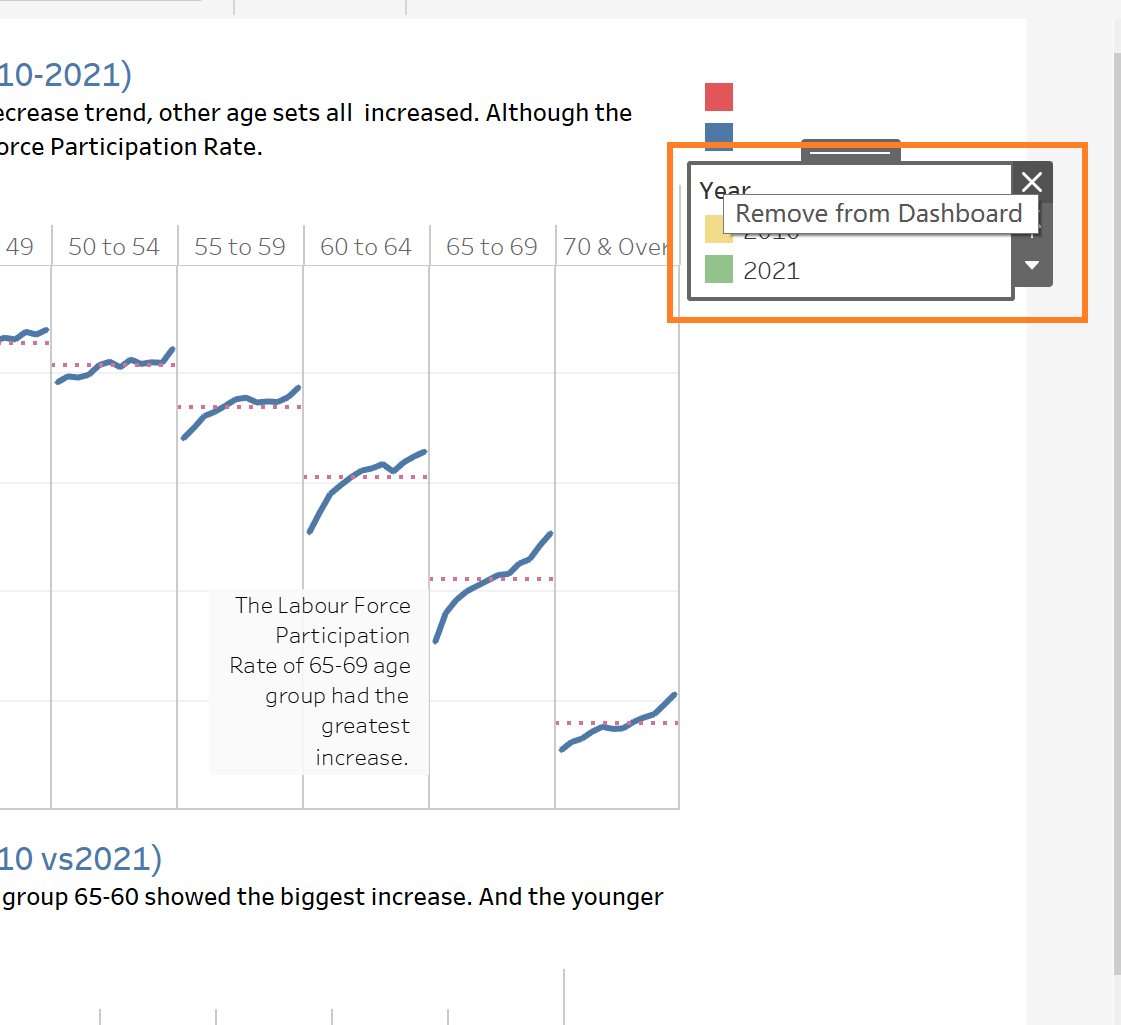 10-2021)
ecrease trend, other age sets all  increased. Although the
orce Participation Rate.
Year
Remove from Dashboard
2021
49 50 to 54 55 to 59 60 to 64 65 to 69 70 & Over
The Labour Force
Participation
Rate of 65-69 age
group had the
greatest
increase.
10 vs2021)
group 65-60 showed the biggest increase. And the younger